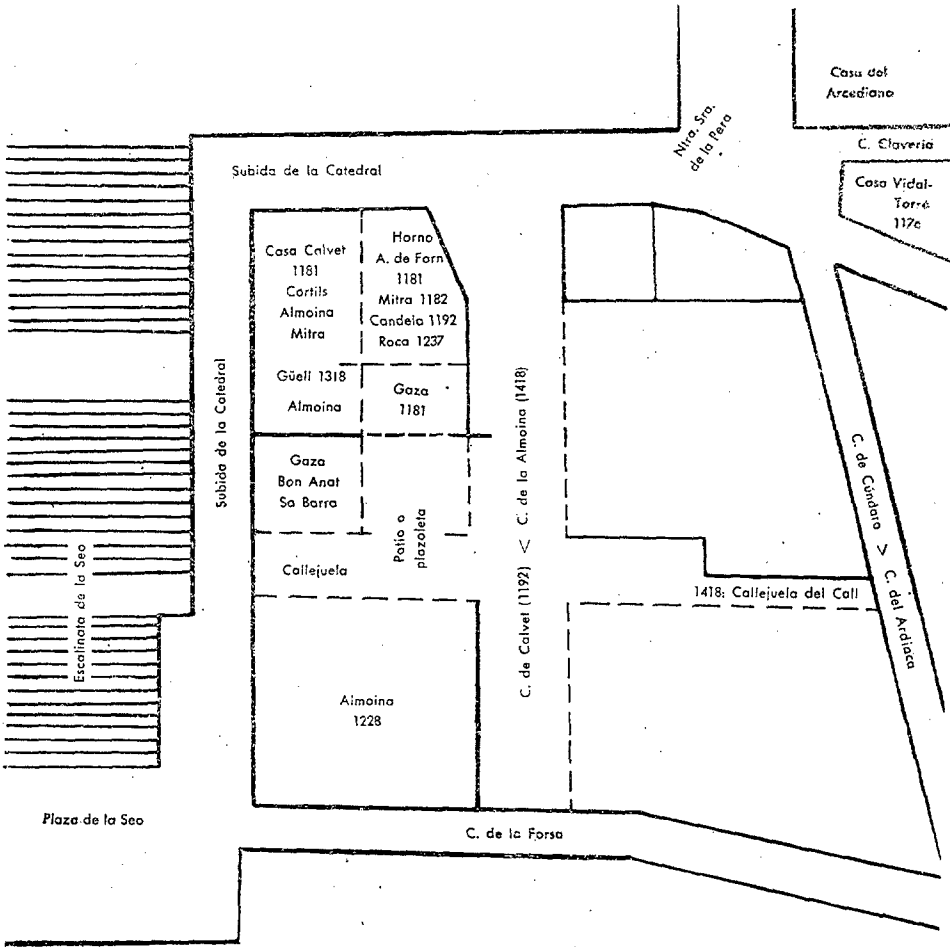 Casa del
Arcediano
Ntra. Sra.
de la Pera
C. Clavería
Subida de la Catedral
Casa Vidal-
Torré
117c
Casa Calvet
1181
Cortils
Almoina
Mitra
Güell 1318
Almoina
Horno
A. de Forn
1181
Mitra 1182
Candela 1192
Roca 1237
Gaza
1181
Subida de la Catedral
Gaza
Bon Anat
Sa Barra
Patio o
plazoleta
Callejuela
C. de Calvet (1192) < C. de la Almoina (1418)
C. de Cúndaro > C. del Ardiaca
1418: Callejuela del Call
Escalinata de la Seo
Almoina
1228
Plaza de la Seo
C. de la Forsa